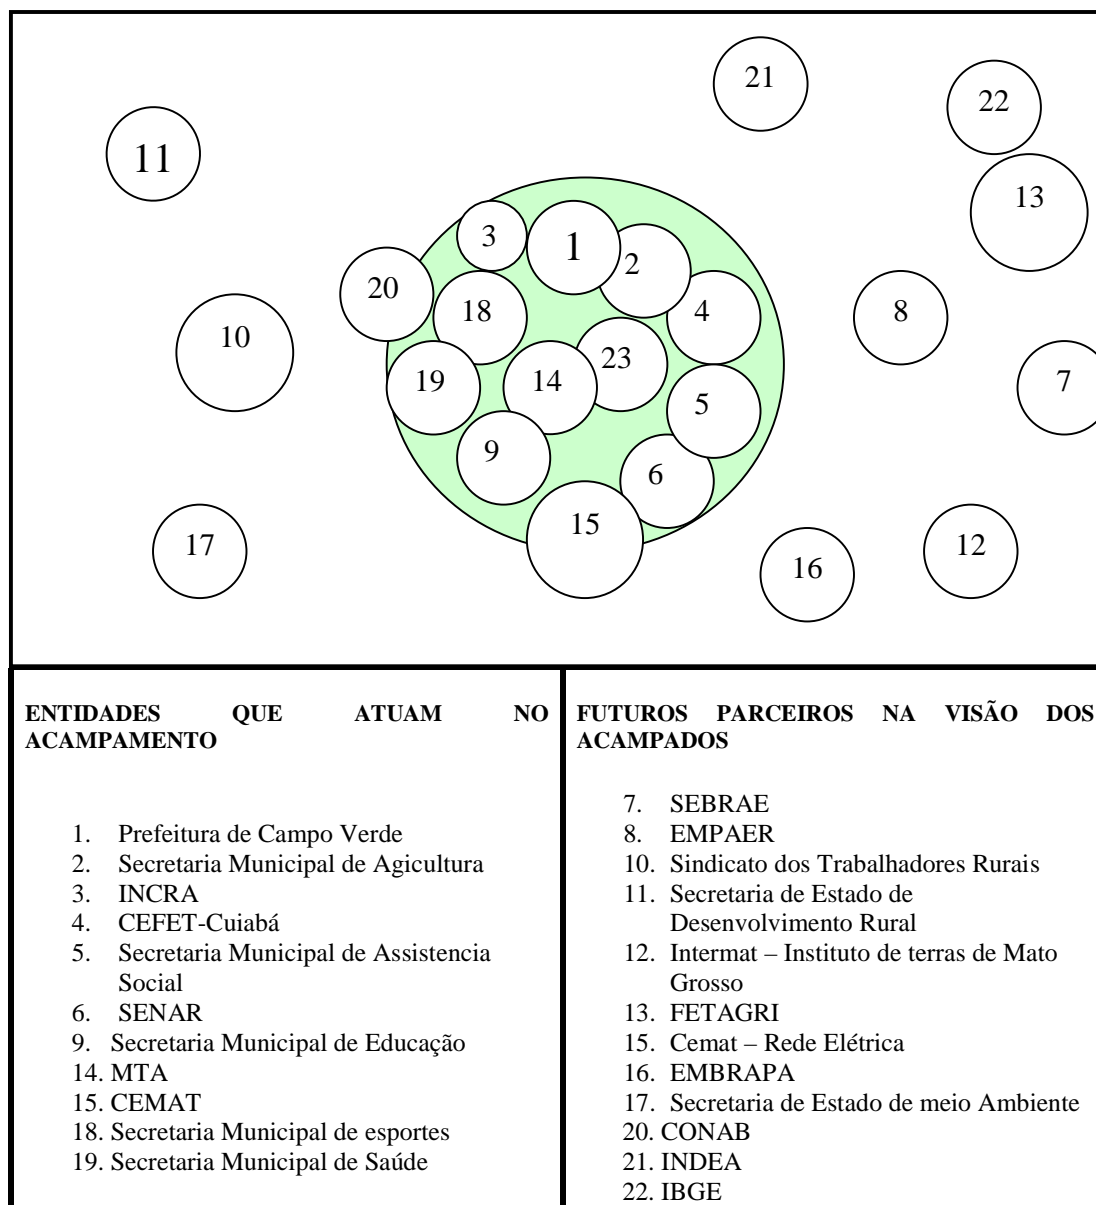 21
22
11
13
3
1
2
20
18
4
8
10
23
19
14
7
5
9
6
15
17
12
16
ENTIDADES QUE ATUAM NO
ACAMPAMENTO
1. Prefeitura de Campo Verde
2. Secretaria Municipal de Agicultura
3. INCRA
4. CEFET-Cuiabá
5. Secretaria Municipal de Assistencia
Social
6. SENAR
9. Secretaria Municipal de Educação
14. MTA
15. CEMAT
18. Secretaria Municipal de esportes
19. Secretaria Municipal de Saúde
FUTUROS PARCEIROS NA VISÃO DOS
ACAMPADOS
7. SEBRAE
8. EMPAER
10. Sindicato dos Trabalhadores Rurais
11. Secretaria de Estado de
Desenvolvimento Rural
12. Intermat – Instituto de terras de Mato
Grosso
13. FETAGRI
15. Cemat – Rede Elétrica
16. EMBRAPA
17. Secretaria de Estado de meio Ambiente
20. CONAB
21. INDEA
22. IBGE